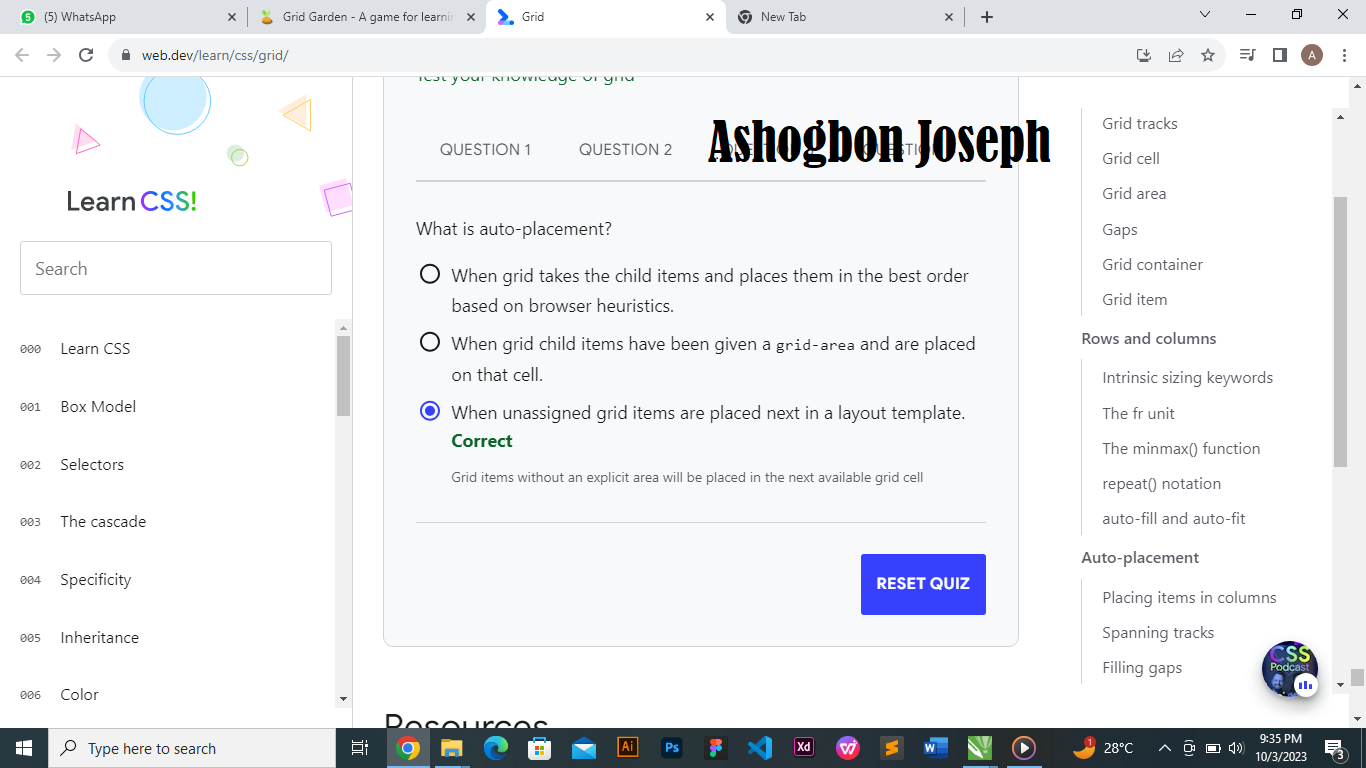 (5) WhatsApp
Grid Garden - A game for learnin
Grid
New Tab
web.dev/learn/css/grid/
A
Learn CSS!
Search
000 Learn CSS
001 Box Model
002 Selectors
003 The cascade
004 Specificity
005 Inheritance
006 Color
Test your knowledge of grid
QUESTION 1
QUESTION 2
Ashogbon Joseph
What is auto-placement?
When grid takes the child items and places them in the best order
based on browser heuristics.
When grid child items have been given a grid-area and are placed
on that cell.
When unassigned grid items are placed next in a layout template.
Correct
Grid items without an explicit area will be placed in the next available grid cell
RESET QUIZ
Resources
Grid tracks
Grid cell
Grid area
Gaps
Grid container
Grid item
Rows and columns
Intrinsic sizing keywords
The fr unit
The minmax() function
repeat() notation
auto-fill and auto-fit
Auto-placement
Placing items in columns
Spanning tracks
Filling gaps
CSS
Podcast
Type here to search
Ai
Ps
Xd
W
1
28°C
9:35 PM
10/3/2023
3